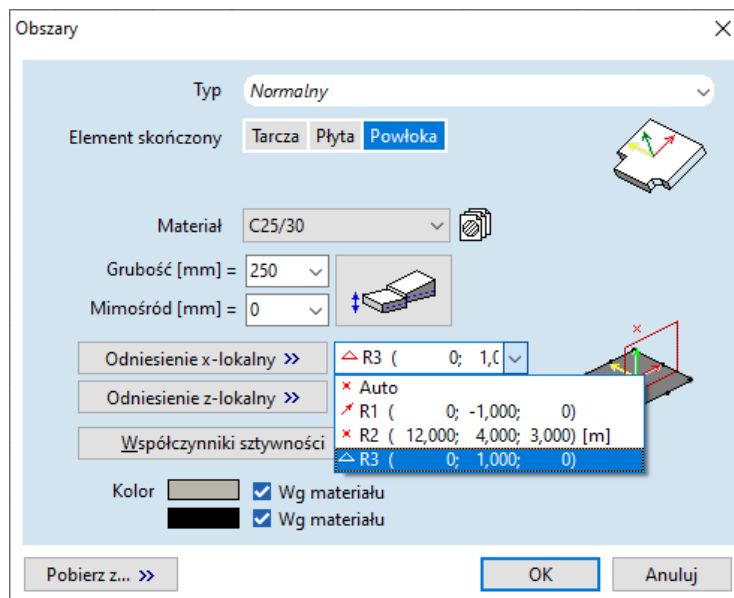 Obszary
Typ Normalny
Element skończony Tarcza Płyta Powłoka
Materiał C25/30
Grubość [mm] = 250
Mimośród [mm] = 0
Odniesienie x-lokalny >> R3 ( 0; 1,0
x
Auto
Odniesienie z-lokalny >>
R1 ( 0; -1,000; 0)
R2 ( 12,000; 4,000; 3,000) [m]
Współczynniki sztywności
R3 ( 0; 1,000; 0)
Kolor Wg materiału
Wg materiału
Pobierz z... >> OK Anuluj